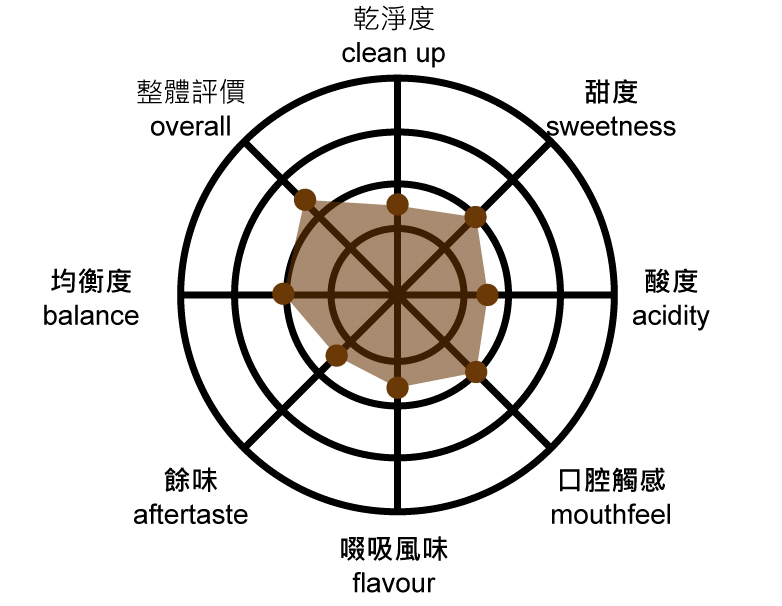 乾淨度
clean up
整體評價
overall
甜度
sweetness
均衡度
balance
酸度
acidity
餘味
aftertaste
口腔觸感
mouthfeel
啜吸風味
flavour